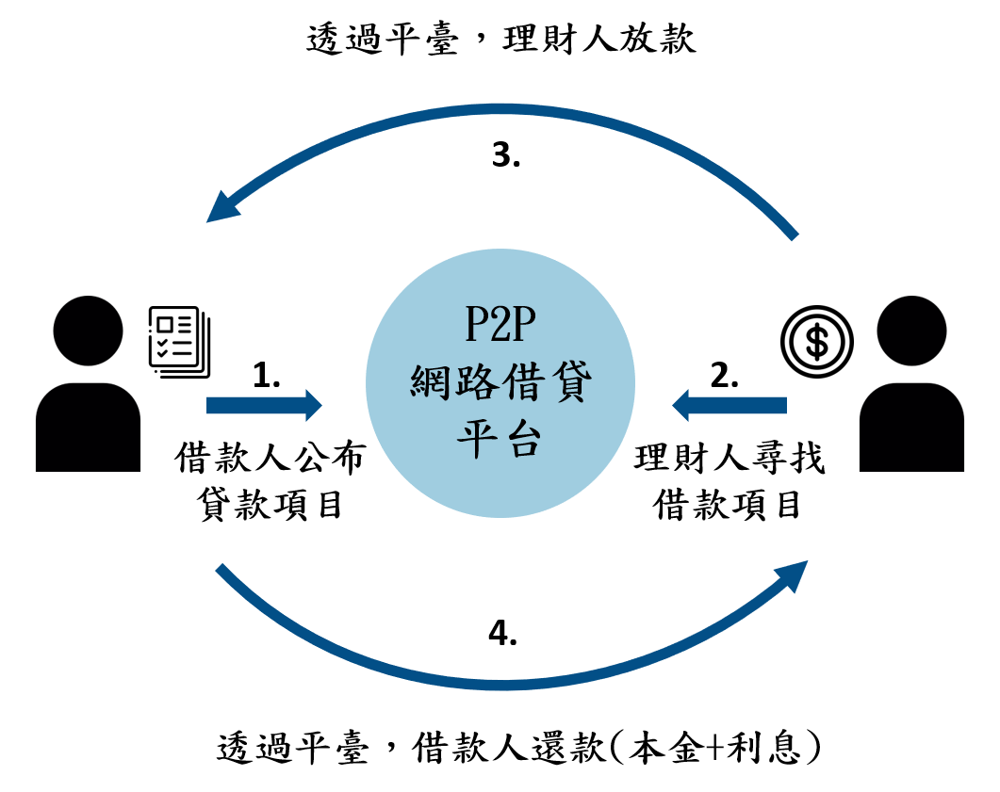 透過平臺，理財人放款
3.
P2P
網路借貸
平台
1.
借款人公布
貸款項目
$
2.
理財人尋找
借款項目
4.
透過平臺，借款人還款(本金+利息)